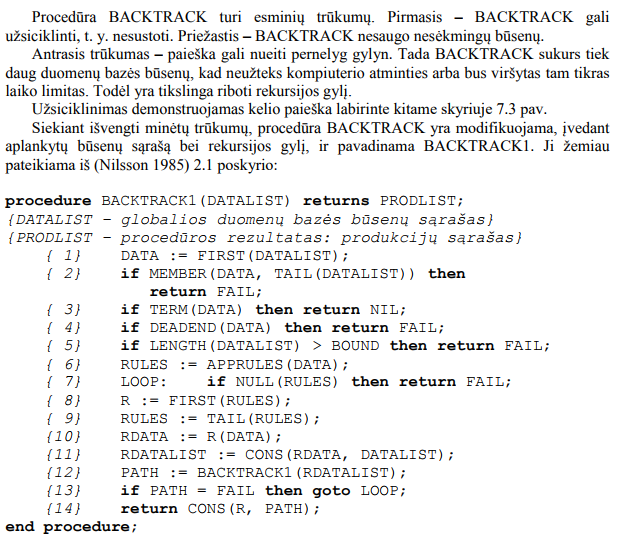 Procedūra BACKTRACK turi esminių trūkumų. Pirmasis – BACKTRACK gali
užsiciklinti, t. y. nesustoti. Priežastis – BACKTRACK nesaugo nesėkmingų būsenų.
Antrasis trūkumas – paieška gali nueiti pernelyg gylyn. Tada BACKTRACK sukurs tiek
daug duomenų bazės būsenų, kad neužteks kompiuterio atminties arba bus viršytas tam tikras
laiko limitas. Todėl yra tikslinga riboti rekursijos gylį.
Užsiciklinimas demonstruojamas kelio paieška labirinte kitame skyriuje 7.3 pav.
Siekiant išvengti minėtų trūkumų, procedūra BACKTRACK yra modifikuojama, įvedant
aplankytų būsenų sąrašą bei rekursijos gylį, ir pavadinama BACKTRACK1. Ji žemiau
pateikiama iš (Nilsson 1985) 2.1 poskyrio:
procedure BACKTRACK1(DATALIST) returns PRODLIST;
{DATALIST – globalios duomenų bazės būsenų sąrašas}
{PRODLIST – procedūros rezultatas: produkcijų sąrašas}
{ 1} DATA := FIRST(DATALIST);
{ 2} if MEMBER(DATA, TAIL(DATALIST)) then
return FAIL;
{ 3} if TERM(DATA) then return NIL;
{ 4} if DEADEND(DATA) then return FAIL;
{ 5} if LENGTH(DATALIST) > BOUND then return FAIL;
{ 6} RULES := APPRULES(DATA);
{ 7} LOOP: if NULL(RULES) then return FAIL;
{ 8} R := FIRST(RULES);
{ 9} RULES := TAIL(RULES);
{10} RDATA := R(DATA);
{11} RDATALIST := CONS(RDATA, DATALIST);
{12} PATH := BACKTRACK1(RDATALIST);
{13} if PATH = FAIL then goto LOOP;
{14} return CONS(R, PATH);
end procedure;